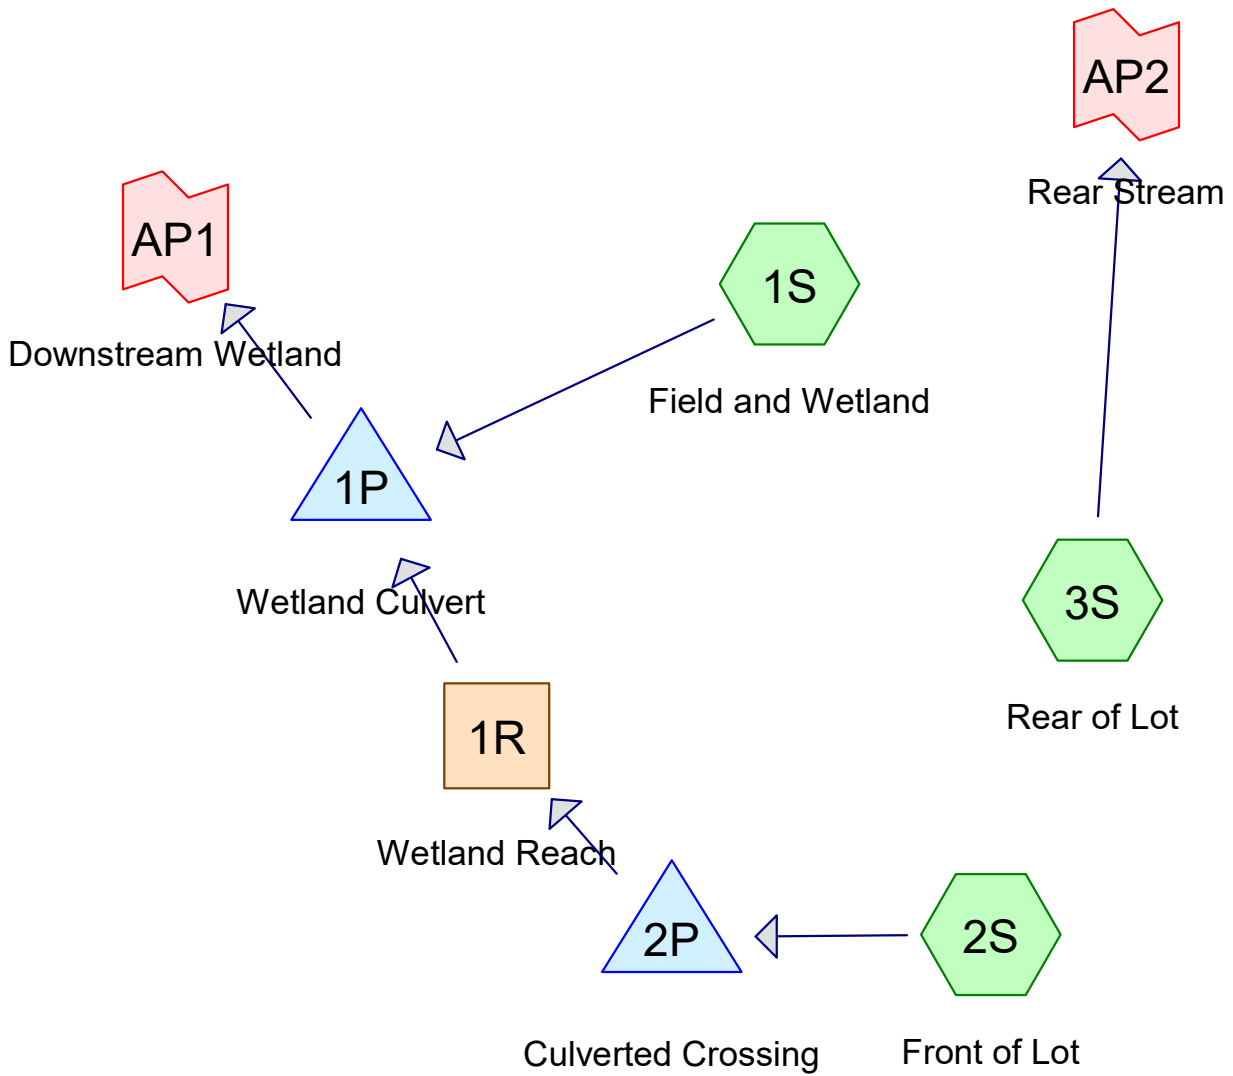 AP2
Rear Stream
AP1
Downstream Wetland
1S
Field and Wetland
1P
Wetland Culvert
3S
Rear of Lot
1R
Wetland Reach
2P
Culverted Crossing
2S
Front of Lot